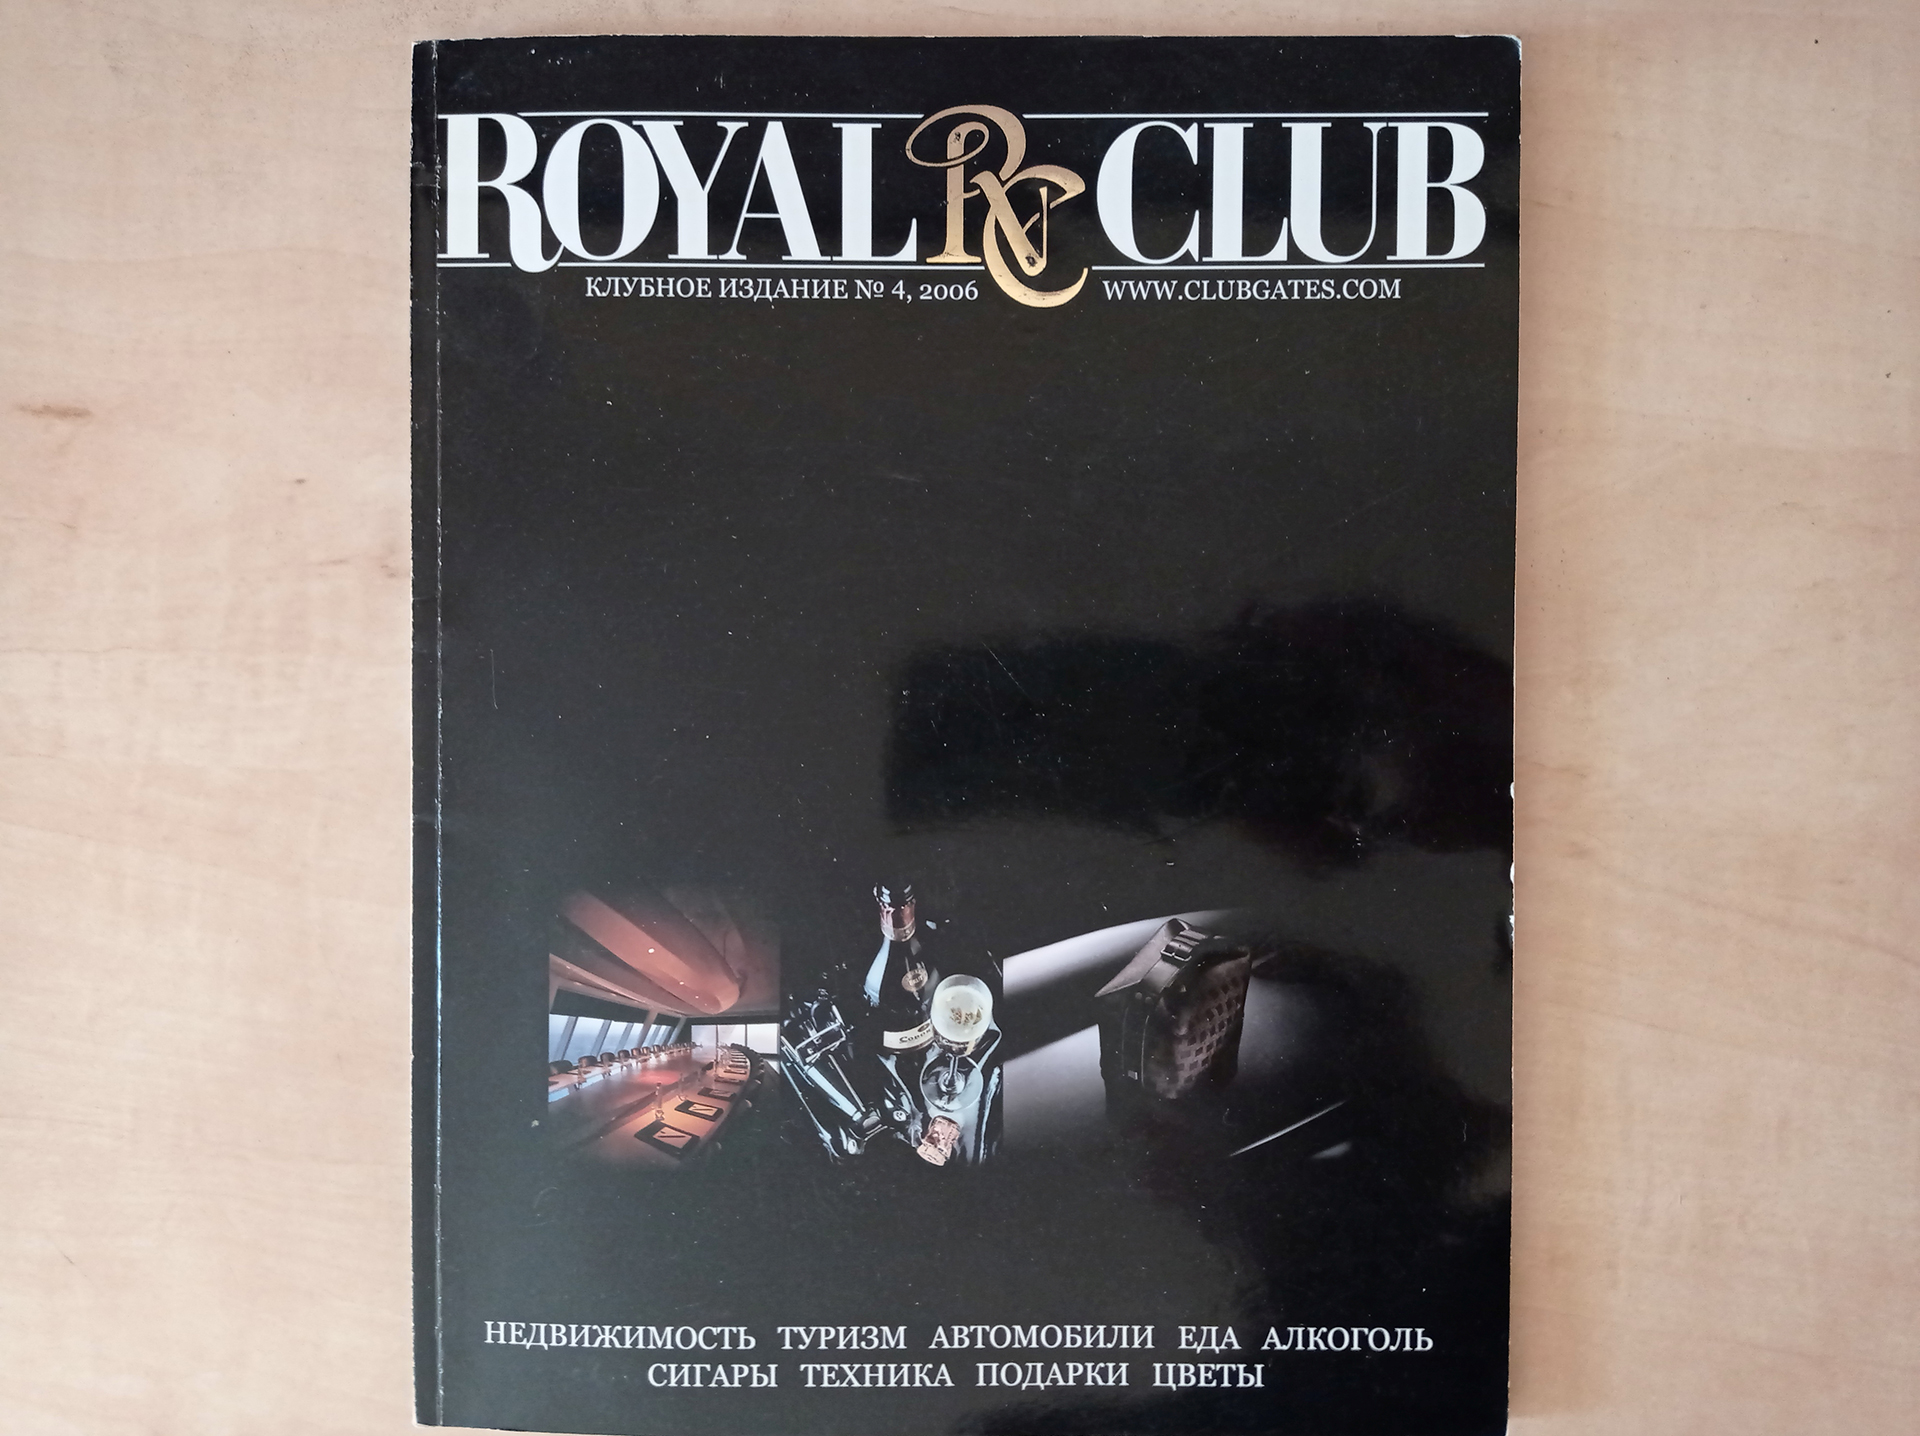 ROYAL RC CLUB
КЛУБНОЕ ИЗДАНИЕ № 4, 2006 WWW.CLUBGATES.COM
НЕДВИЖИМОСТЬ ТУРИЗМ АВТОМОБИЛИ ЕДА АЛКОГОЛЬ
СИГАРЫ ТЕХНИКА ПОДАРКИ ЦВЕТЫ